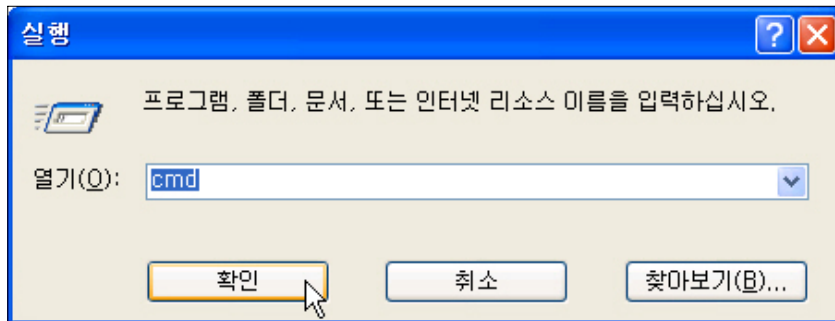 실행
프로그램, 폴더, 문서, 또는 인터넷 리소스 이름을 입력하십시오.
열기(O): cmd
확인 취소 찾아보기(B)...